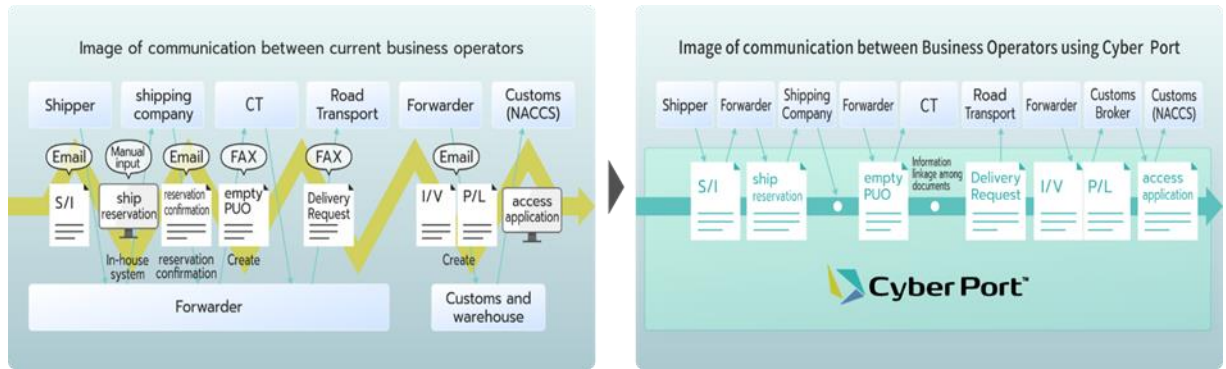 Image of communication between current business operators
Shipper
shipping
company
CT
Road
Transport
Forwarder
Customs
(NACCS)
Email
Manual
input
Email
FAX
FAX
Email
S/I
ship
reservation
reservation
confirmation
empty
PUO
Delivery
Request
I/V
P/L
access
application
In-house
system
reservation
confirmation
Create
Create
Forwarder
Customs and
warehouse
Image of communication between Business Operators using Cyber Port
Shipper
Forwarder
Shipping
Company
Forwarder
CT
Road
Transport
Forwarder
Customs
Broker
Customs
(NACCS)
S/I
ship
reservation
empty
PUO
Information
linkage among
documents
Delivery
Request
I/V
P/L
access
application
Cyber Port™